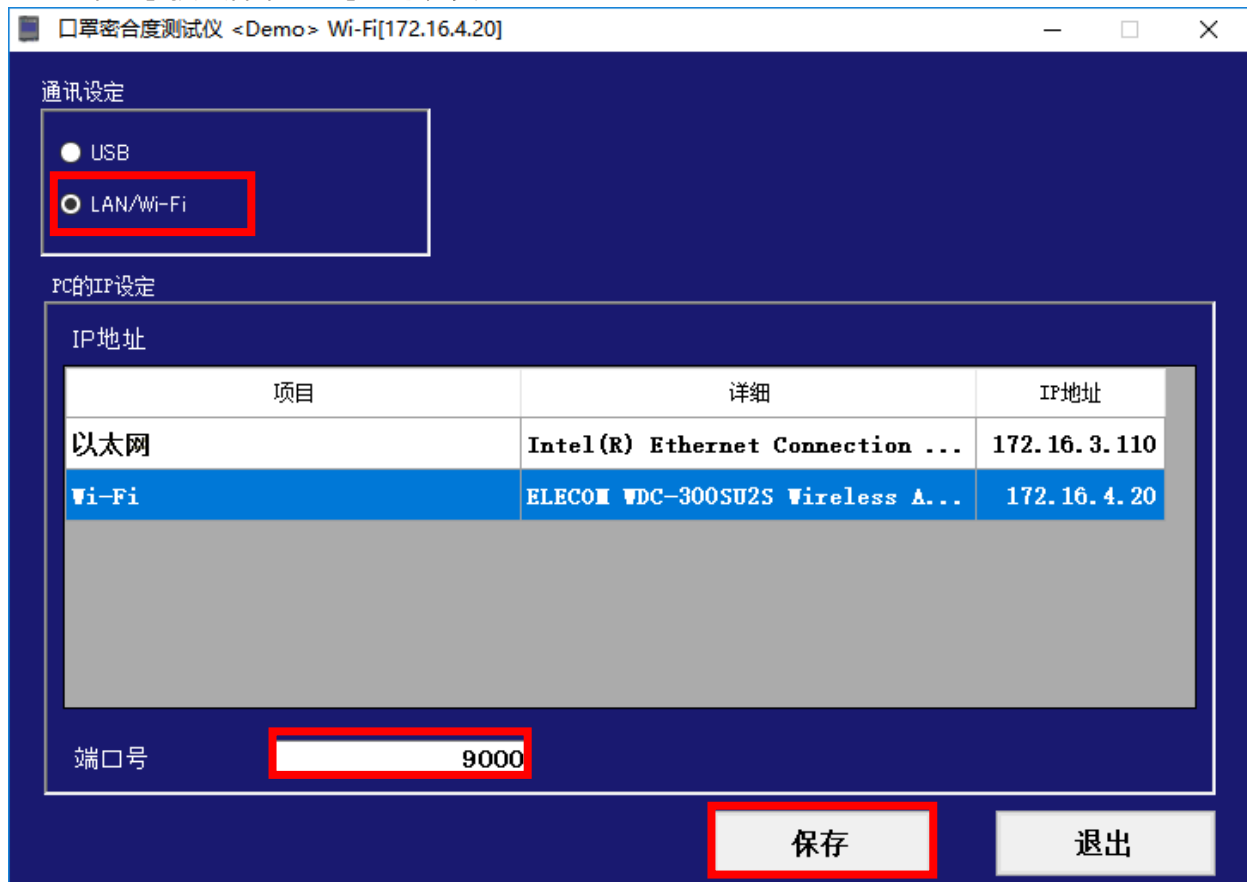 口罩密合度测试仪 <Demo> Wi-Fi[172.16.4.20]
通讯设定
USB
LAN/Wi-Fi
PC的IP设定
IP地址
项目 详细 IP地址
以太网 Intel(R) Ethernet Connection ... 172.16.3.110
Wi-Fi ELECOM WDC-300SU2S Wireless A... 172.16.4.20
端口号 9000
保存 退出